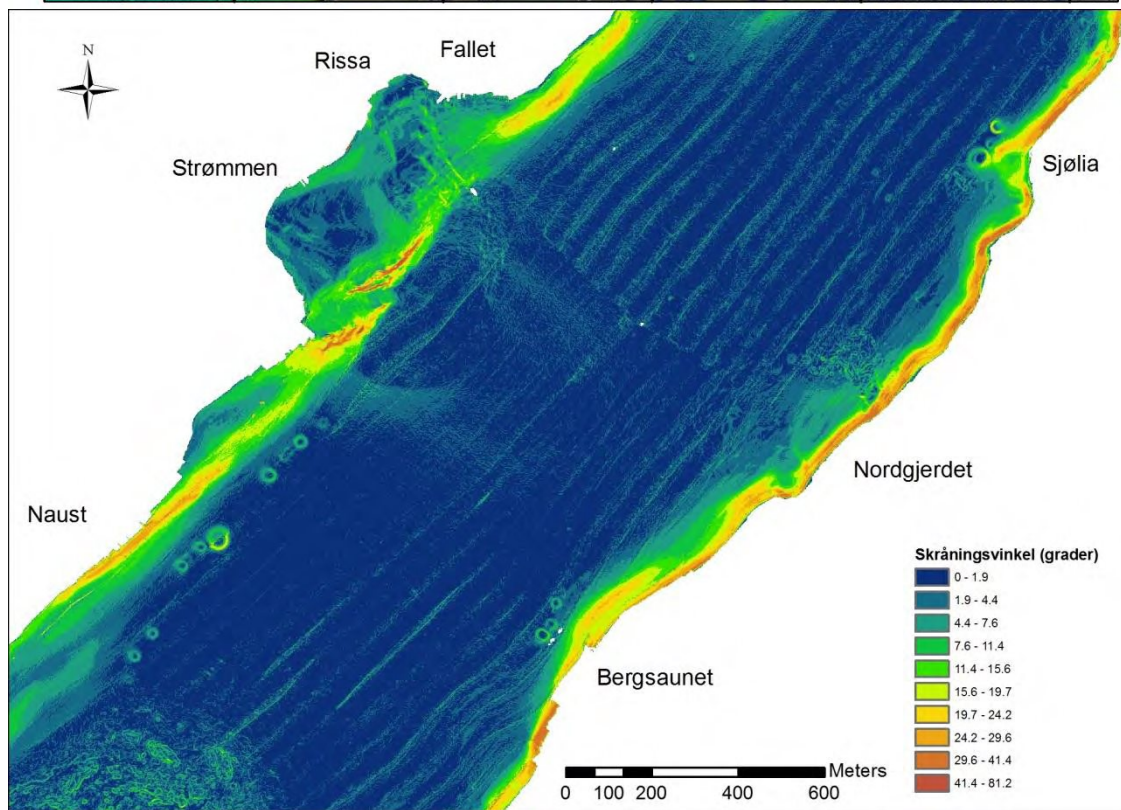 N
Fallet
Rissa
Strømmen
Sjølia
Nordgjerdet
Naust
Bergsaunet
Skråningsvinkel (grader)
0 - 1.9
1.9 - 4.4
4.4 - 7.6
7.6 - 11.4
11.4 - 15.6
15.6 - 19.7
19.7 - 24.2
24.2 - 29.6
29.6 - 41.4
41.4 - 81.2
Meters
0 100 200 400 600